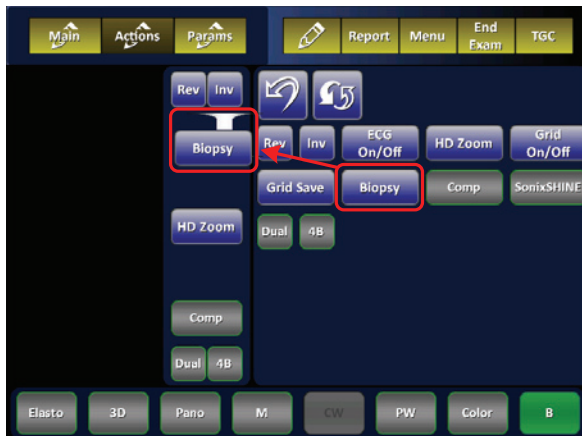 Main Actions Params Report Menu End Exam TGC
Rev Inv
Biopsy Rev Inv ECG On/Off HD Zoom Grid On/Off
Grid Save Biopsy Comp SonixSHINE
HD Zoom Dual 4B
Comp
Dual 4B
Elasto 3D Pano M CW PW Color B